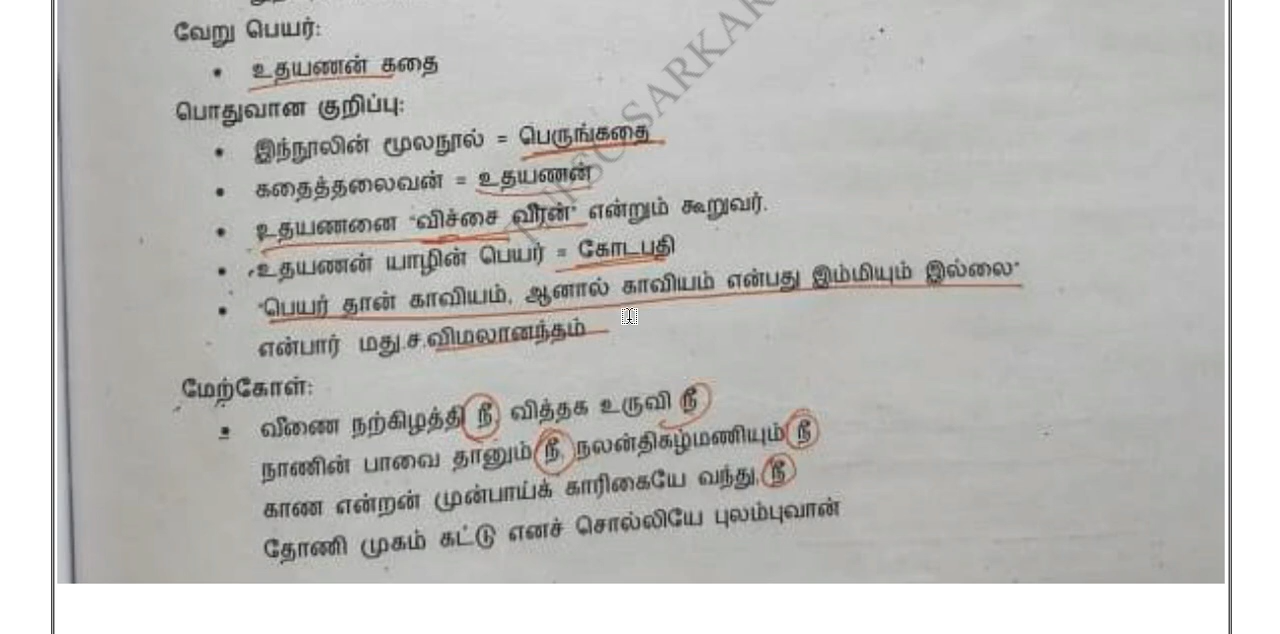 வேறு பெயர்:
• உதயணன் கதை
பொதுவான குறிப்பு:
• இந்நூலின் மூலநூல் = பெருங்கதை
• கதைத்தலைவன் = உதயணன்
• உதயணனை "விச்சை வீரன்" என்றும் கூறுவர்.
• உதயணன் யாழின் பெயர் = கோடபதி
• "பெயர் தான் காவியம், ஆனால் காவியம் என்பது இம்மியும் இல்லை"
என்பார் மது.ச.விமலானந்தம்
மேற்கோள்:
• வீணை நற்கிழத்தி நீ வித்தக உருவி நீ
நாணின் பாவை தானும் நீ, நலன்திகழ்மணியும் நீ
காண என்றன் முன்பாய்க் காரிகையே வந்து, நீ
தோணி முகம் கட்டு எனச் சொல்லியே புலம்புவான்
SARKAR